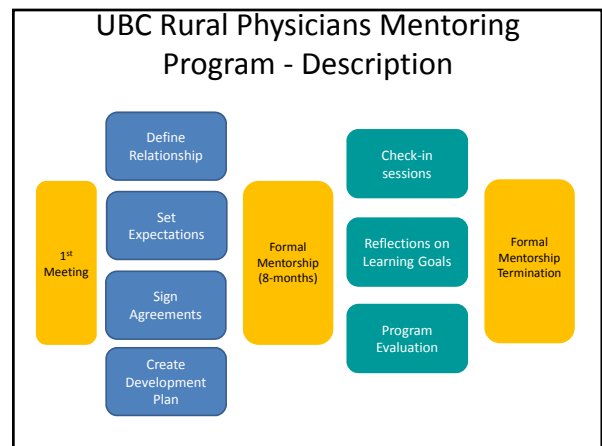 UBC Rural Physicians Mentoring
Program - Description
1st
Meeting
Define
Relationship
Set
Expectations
Sign
Agreements
Create
Development
Plan
Formal
Mentorship
(8-months)
Check-in
sessions
Reflections on
Learning Goals
Program
Evaluation
Formal
Mentorship
Termination